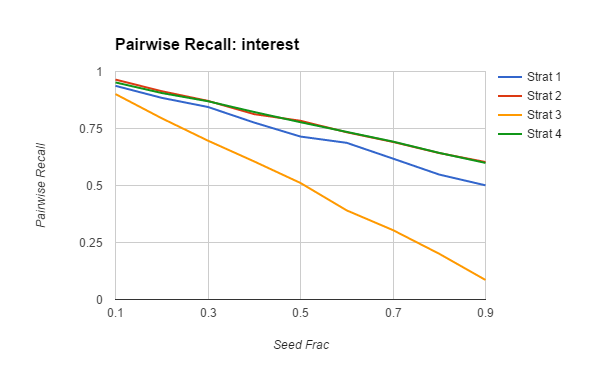 Pairwise Recall: interest
1
0.75
0.5
0.25
0
0.1
0.3
0.5
0.7
0.9
Pairwise Recall
Seed Frac
Strat 1
Strat 2
Strat 3
Strat 4